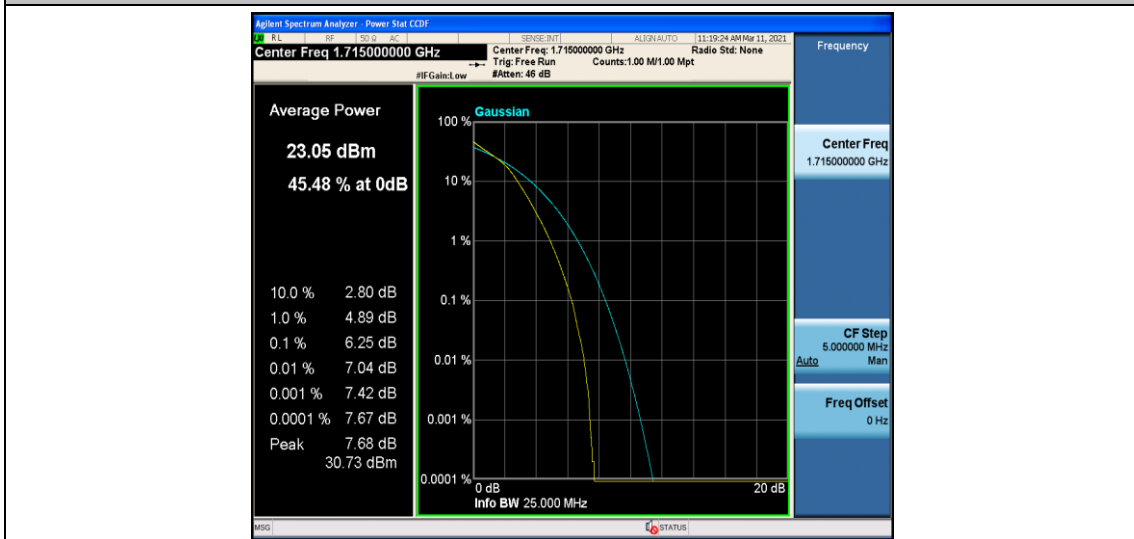 Agilent Spectrum Analyzer - Power Stat CCDF
RL RF 50 Ω AC SENSE:INT ALIGN AUTO 11:19:24 AM Mar 11, 2021
Center Freq 1.715000000 GHz
Center Freq: 1.715000000 GHz Radio Std: None
Trig: Free Run Counts:1.00 M/1.00 Mpt
#IFGain:Low #Atten: 46 dB
Frequency
Average Power
23.05 dBm
45.48 % at 0dB
10.0 % 2.80 dB
1.0 % 4.89 dB
0.1 % 6.25 dB
0.01 % 7.04 dB
0.001 % 7.42 dB
0.0001 % 7.67 dB
Peak 7.68 dB
30.73 dBm
Gaussian
100 %
10 %
1 %
0.1 %
0.01 %
0.001 %
0.0001 %
0 dB 20 dB
Info BW 25.000 MHz
Center Freq
1.715000000 GHz
CF Step
5.000000 MHz
Auto Man
Freq Offset
0 Hz
MSG STATUS